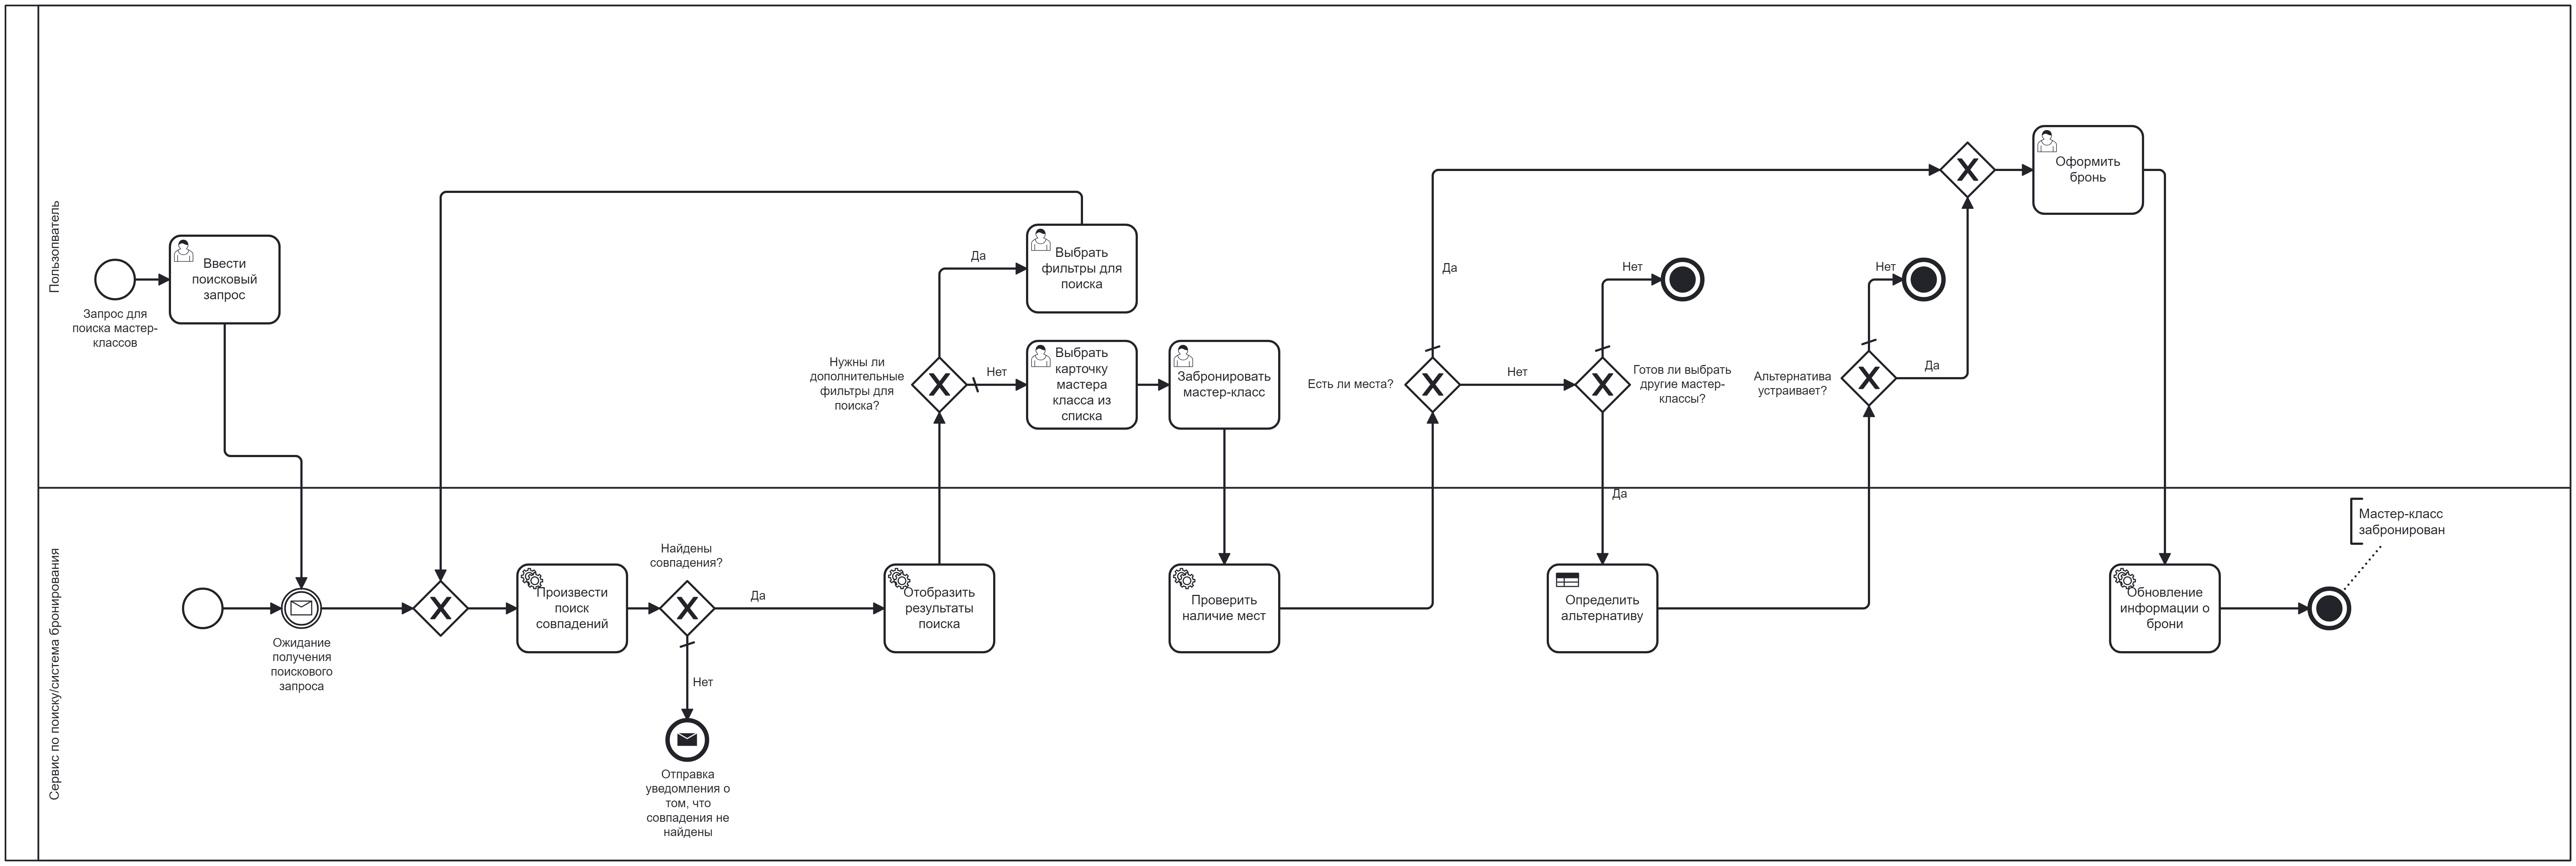 Пользопватель
Запрос для
поиска мастер-
классов
Ввести
поисковый
запрос
Нужны ли
дополнительные
фильтры для
поиска?
Да
Нет
Выбрать
фильтры для
поиска
Выбрать
карточку
мастера
класса из
списка
Забронировать
мастер-класс
Есть ли места?
Да
Нет
Нет
Готов ли выбрать
другие мастер-
классы?
Да
Альтернатива
устраивает?
Нет
Да
Оформить
бронь
Сервис по поиску/система бронирования
Ожидание
получения
поискового
запроса
Произвести
поиск
совпадений
Найдены
совпадения?
Да
Нет
Отправка
уведомления о
том, что
совпадения не
найдены
Отобразить
результаты
поиска
Проверить
наличие мест
Определить
альтернативу
Обновление
информации о
брони
Мастер-класс
забронирован